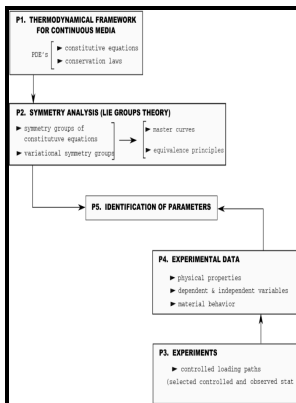 P1. THERMODYNAMICAL FRAMEWORK
FOR CONTINUOUS MEDIA
PDE's
► constitutive equations
► conservation laws
P2. SYMMETRY ANALYSIS (LIE GROUPS THEORY)
► symmetry groups of
constitutuve equations
► variational symmetry groups
► master curves
► equivalence principles
P5. IDENTIFICATION OF PARAMETERS
P4. EXPERIMENTAL DATA
► physical properties
► dependent & independent variables
► material behavior
P3. EXPERIMENTS
► controlled loading paths
(selected controlled and observed stat